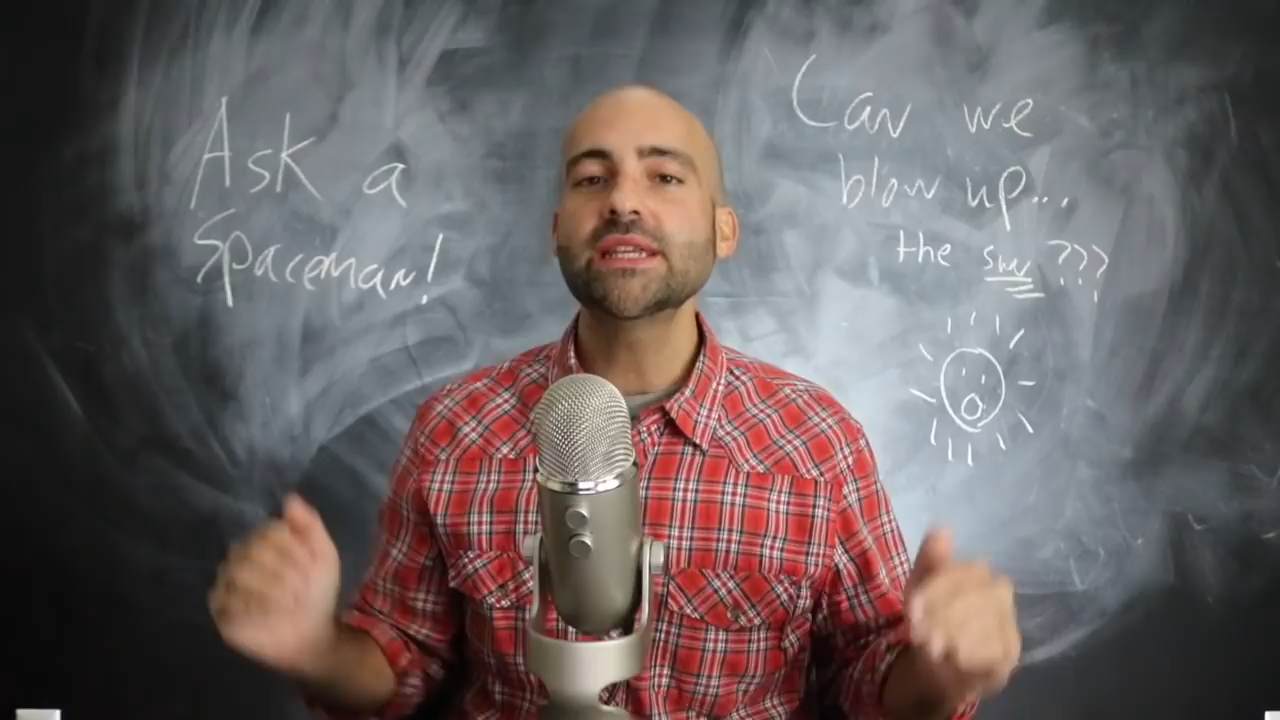 Ask a
Spaceman!
Can we
blow up...
the sun ???